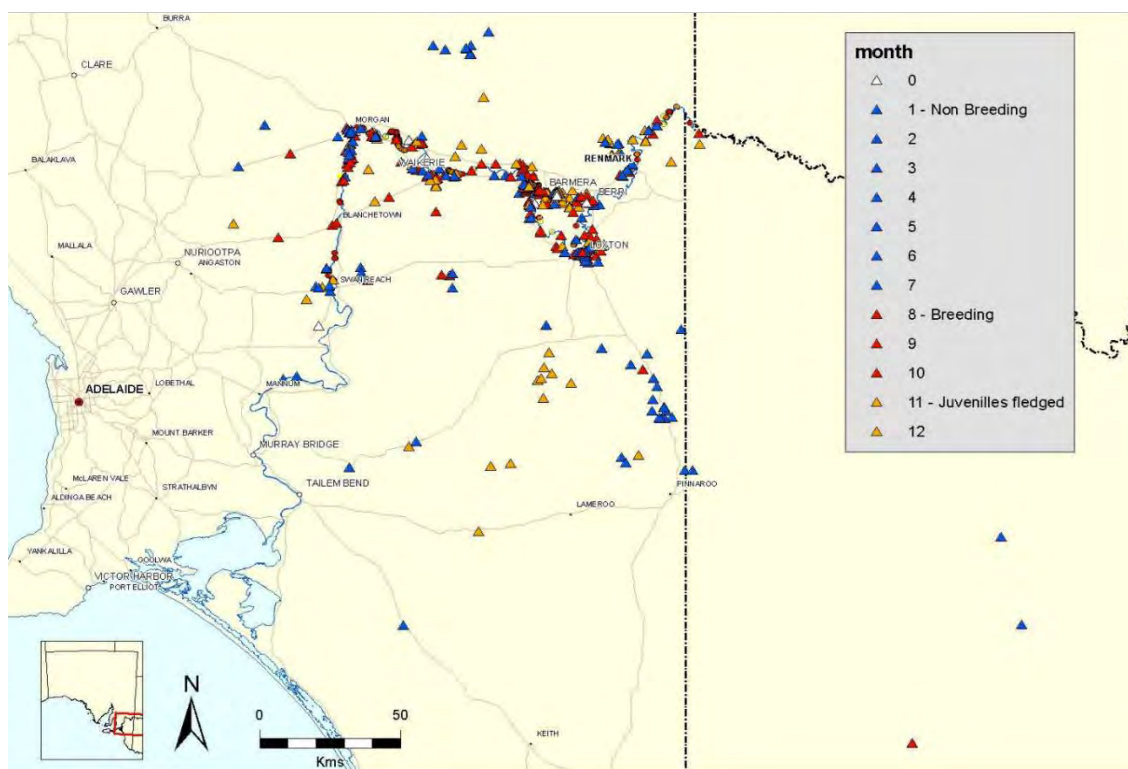 BURRA
CLARE
MORGAN
BALAKLAVA
WAIKERIE
RENMARK
BARMERA
BERRI
BLANCHETOWN
MALLALA
NURIOOTPA
ANGASTON
LOXTON
SWAN REACH
GAWLER
LOBETHAL
MANNUM
ADELAIDE
MOUNT BARKER
MURRAY BRIDGE
McLAREN VALE
STRATHALBYN
TAILEM BEND
PINNAROO
ALDINGA BEACH
LAMEROO
YANKALILLA
GOOLWA
VICTOR HARBOR
PORT ELLIOT
KEITH
month
0
1 - Non Breeding
2
3
4
5
6
7
8 - Breeding
9
10
11 - Juvenilles fledged
12
N
0
50
Kms